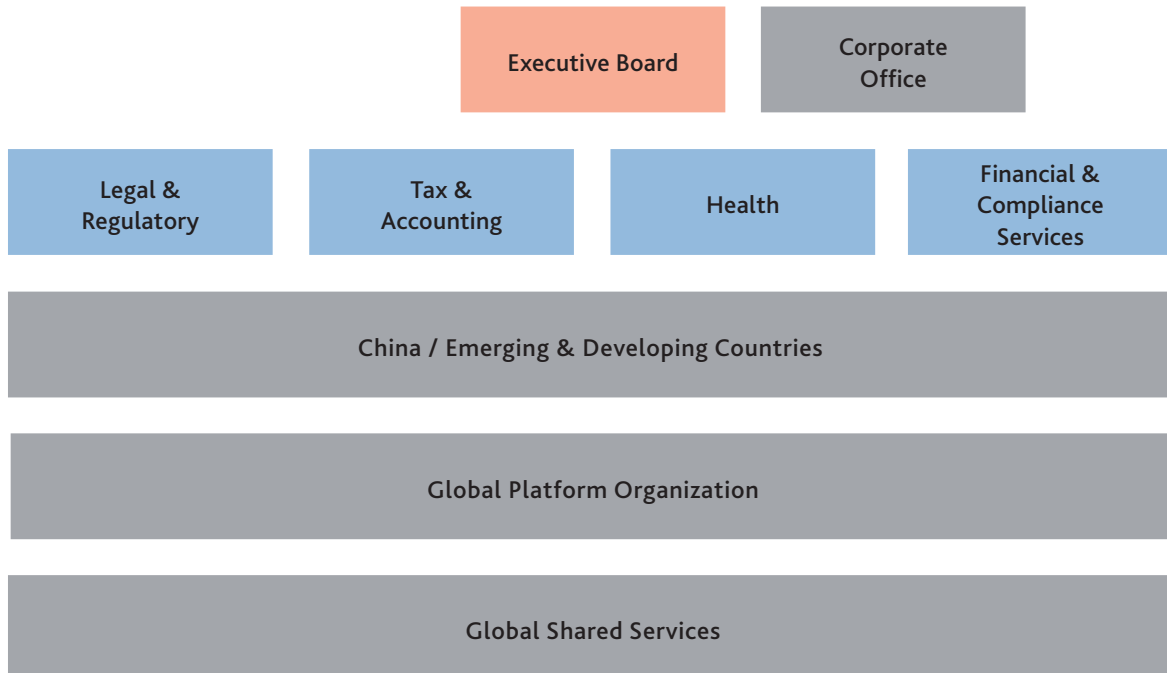 Executive Board
Corporate
Office
Legal &
Regulatory
Tax &
Accounting
Health
Financial &
Compliance
Services
China / Emerging & Developing Countries
Global Platform Organization
Global Shared Services